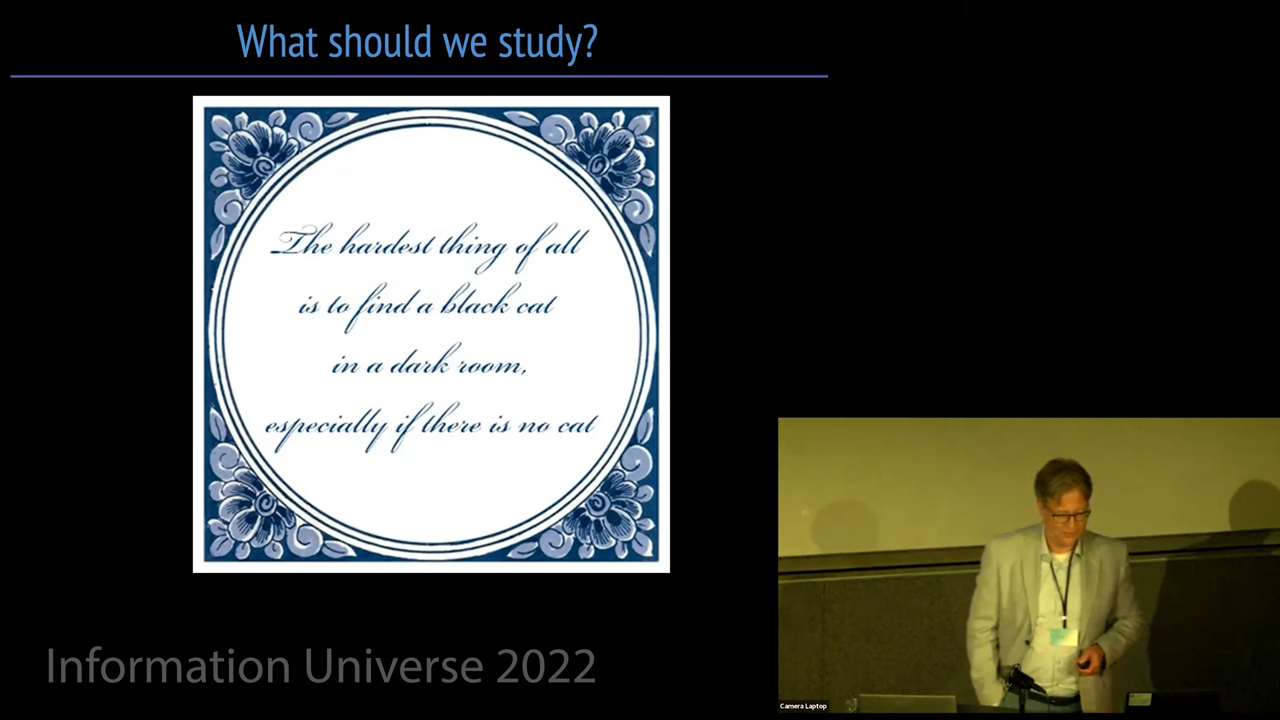 What should we study?
The hardest thing of all
is to find a black cat
in a dark room,
especially if there is no cat
Information Universe 2022
Camera Laptop